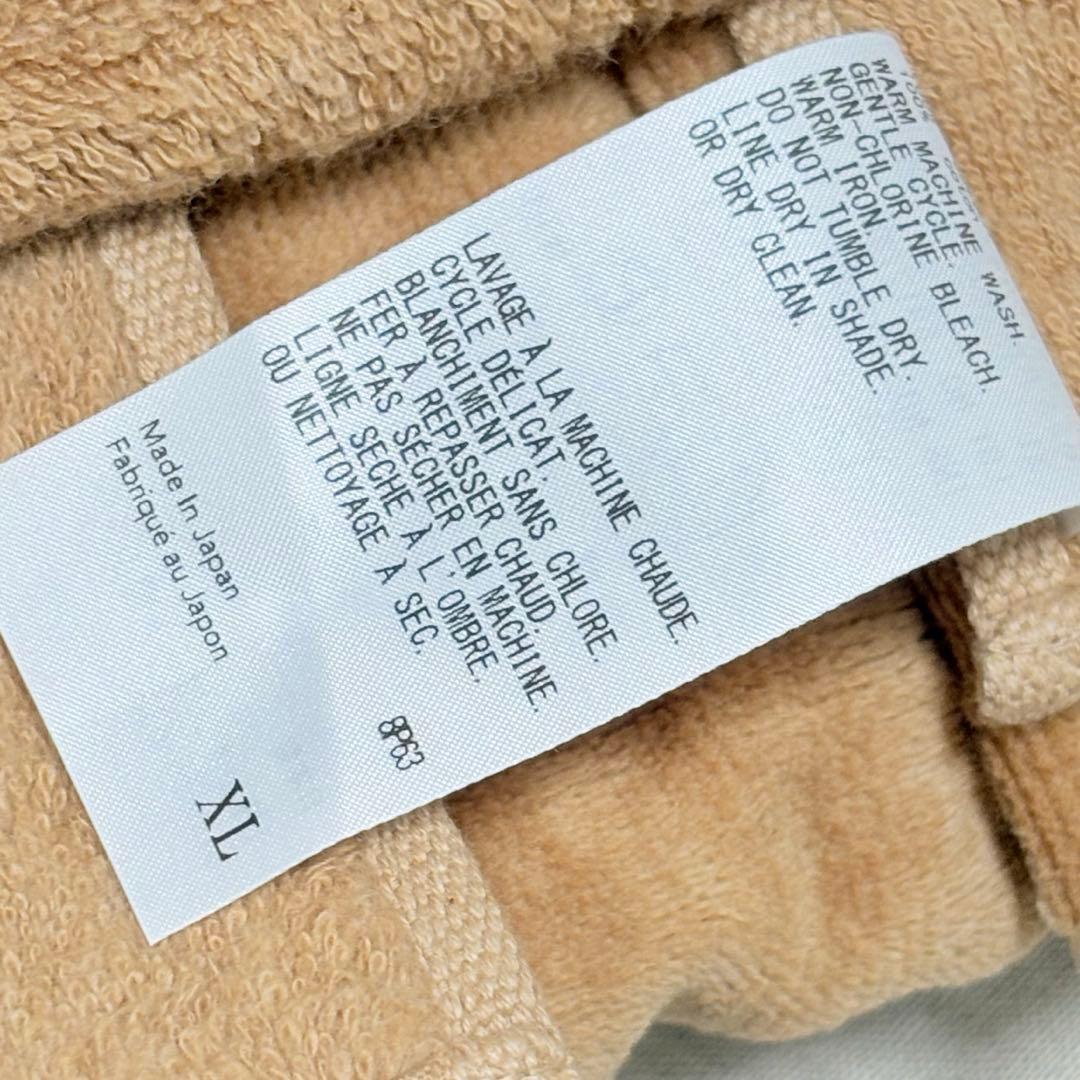 100%
WARM MACHINE WASH.
GENTLE CYCLE.
NON-CHLORINE BLEACH.
WARM IRON.
DO NOT TUMBLE DRY.
LINE DRY IN SHADE.
OR DRY CLEAN.
LAVAGE À LA MACHINE CHAUDE.
CYCLE DÉLICAT.
BLANCHIMENT SANS CHLORE.
FER À REPASSER CHAUD.
NE PAS SÉCHER EN MACHINE.
LIGNE SÈCHE À L'OMBRE.
OU NETTOYAGE À SEC.
8P63
Made In Japan
Fabriqué au Japon
XL